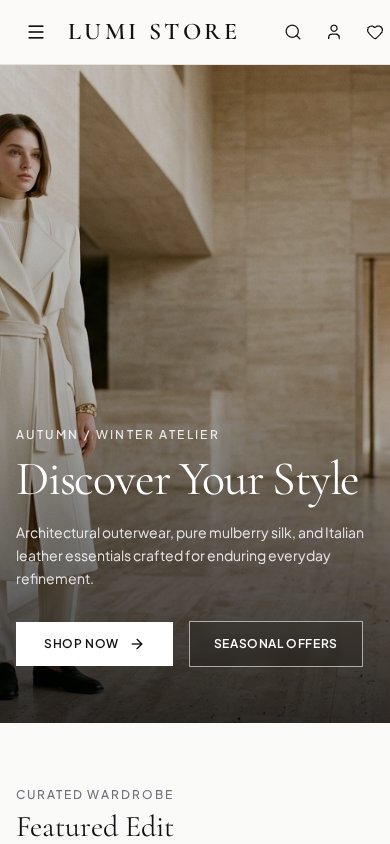 LUMI STORE
AUTUMN / WINTER ATELIER
Discover Your Style
Architectural outerwear, pure mulberry silk, and Italian
leather essentials crafted for enduring everyday
refinement.
SHOP NOW
SEASONAL OFFERS
CURATED WARDROBE
Featured Edit